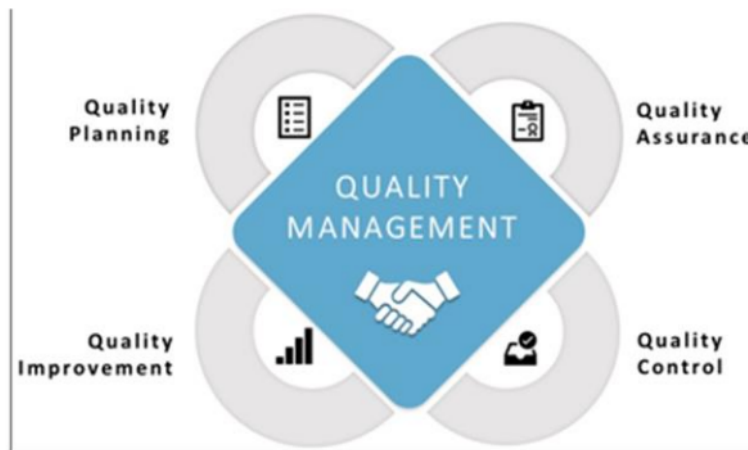 Quality
Planning
Quality
Assurance
QUALITY
MANAGEMENT
Quality
Improvement
Quality
Control